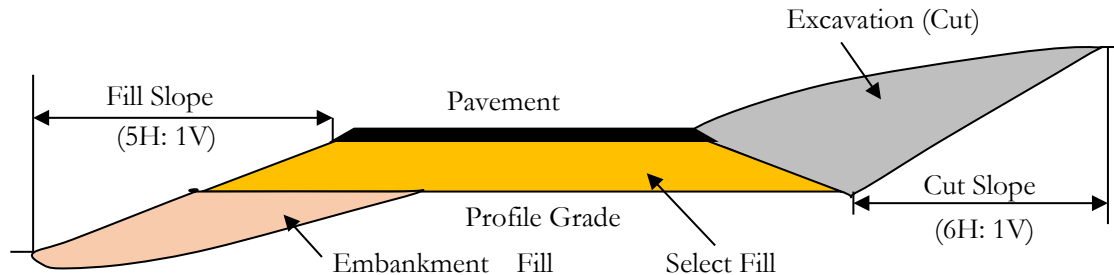 Excavation (Cut)
Fill Slope
(5H: 1V)
Pavement
Cut Slope
(6H: 1V)
Profile Grade
Embankment Fill
Select Fill